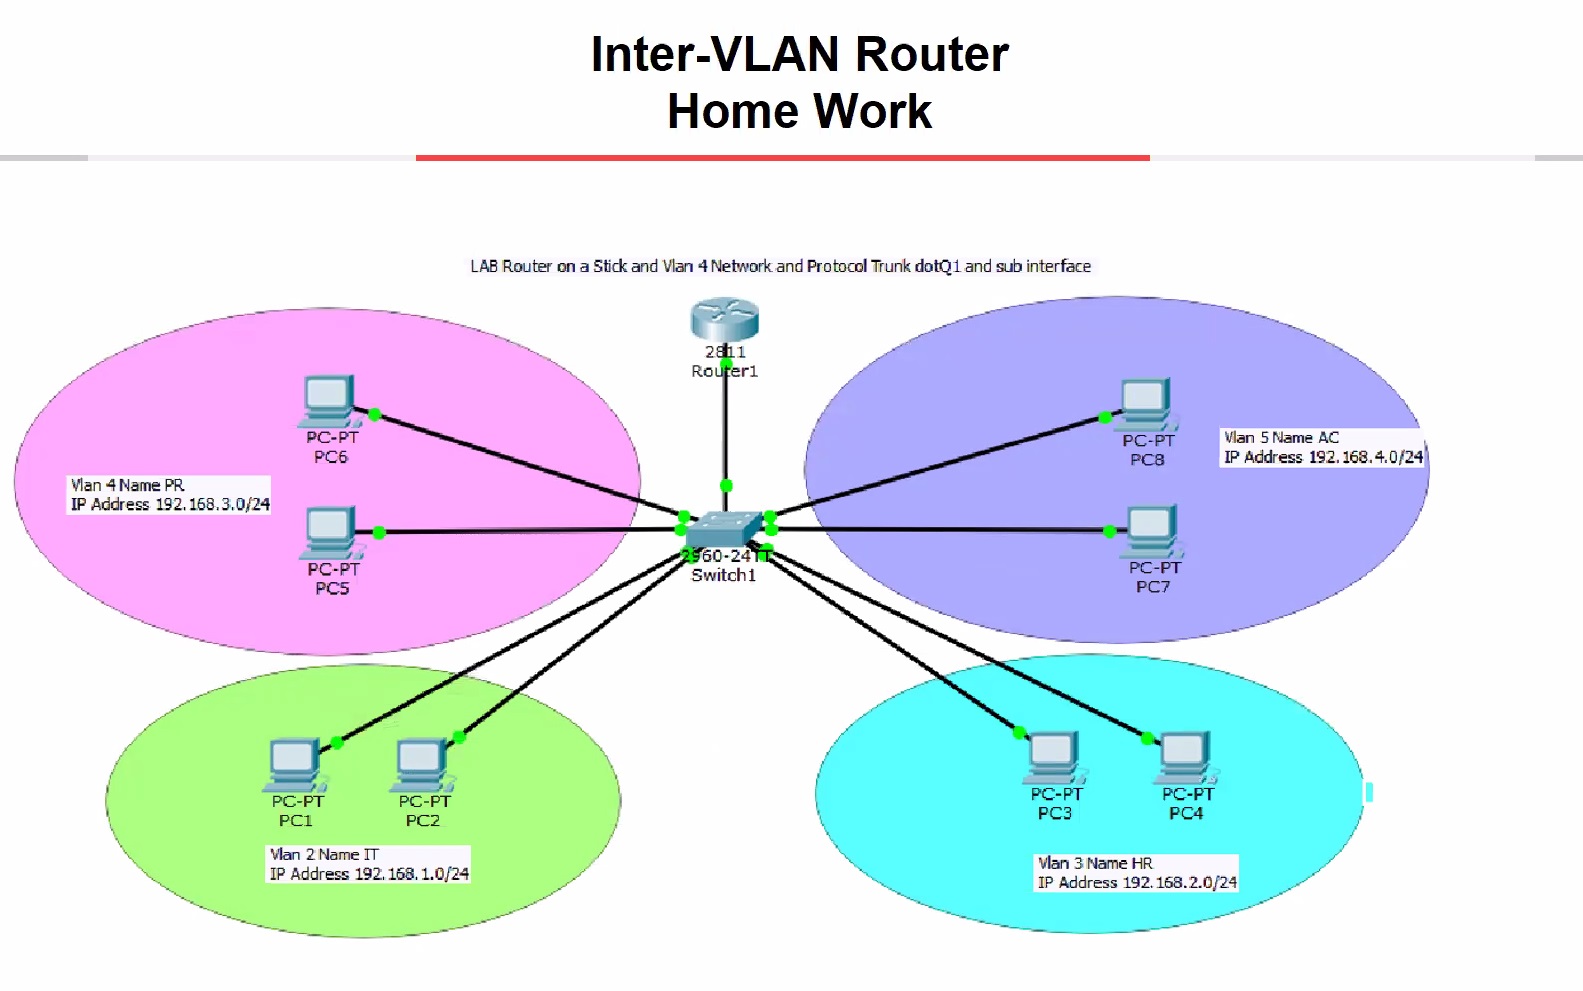 Inter-VLAN Router
Home Work
LAB Router on a Stick and Vlan 4 Network and Protocol Trunk dotQ1 and sub interface
2811
Router1
PC-PT
PC6
Vlan 4 Name PR
IP Address 192.168.3.0/24
PC-PT
PC5
PC-PT
PC8
Vlan 5 Name AC
IP Address 192.168.4.0/24
PC-PT
PC7
2960-24TT
Switch1
PC-PT
PC1
PC-PT
PC2
Vlan 2 Name IT
IP Address 192.168.1.0/24
PC-PT
PC3
PC-PT
PC4
Vlan 3 Name HR
IP Address 192.168.2.0/24